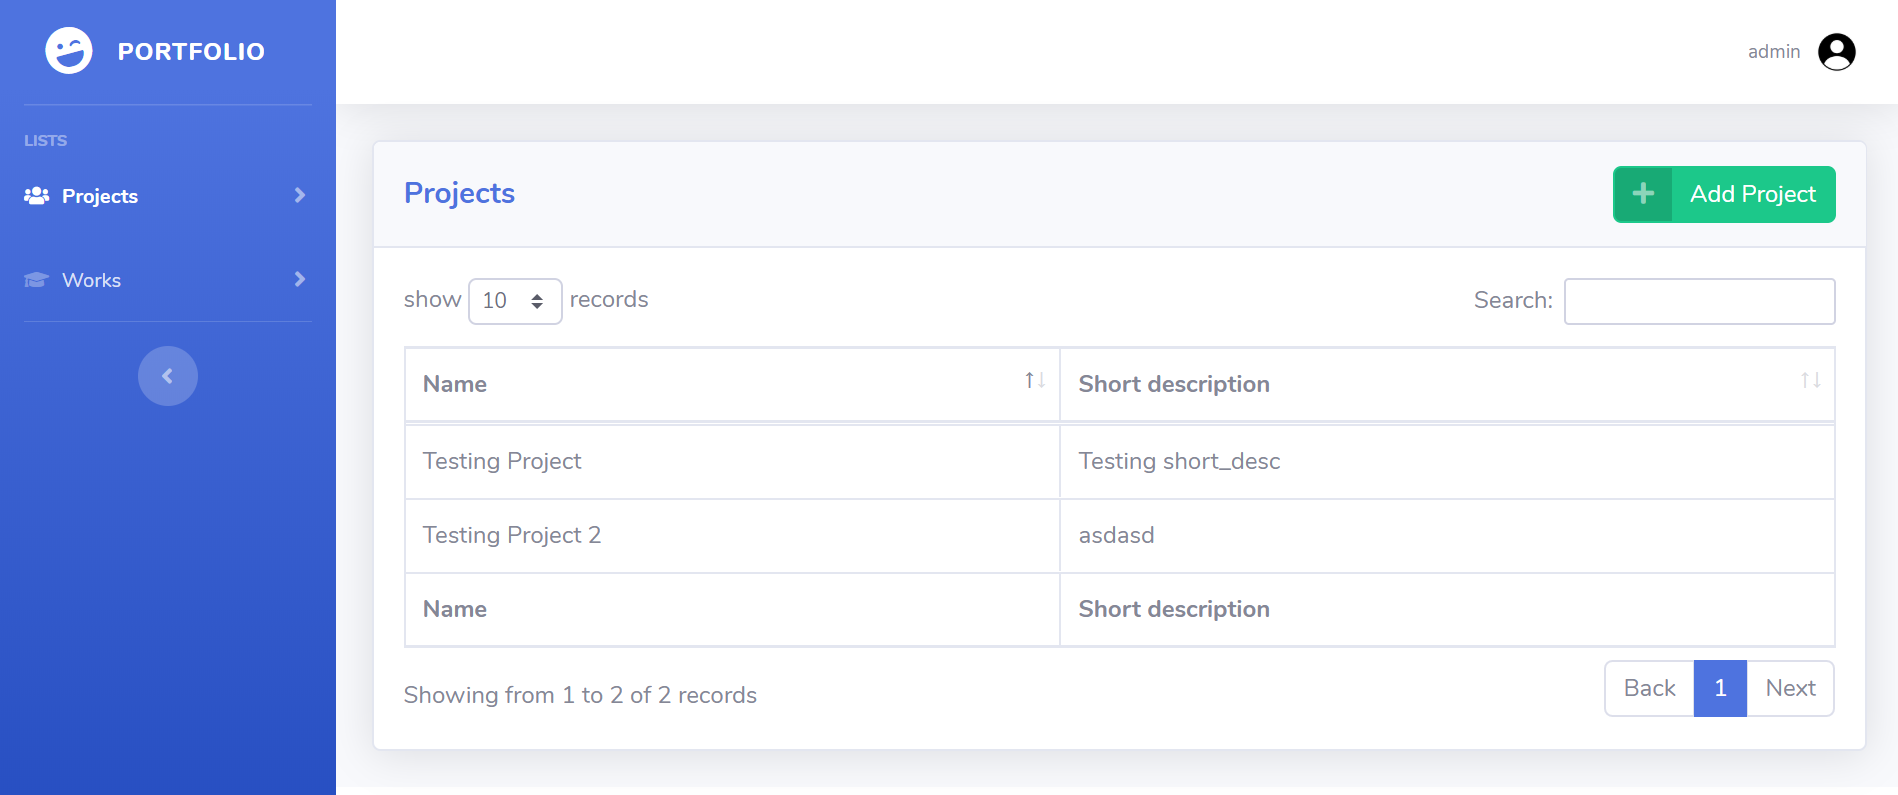 PORTFOLIO
admin
LISTS
Projects
Works
Projects
Add Project
show 10 records
Search:
Name Short description
Testing Project Testing short_desc
Testing Project 2 asdasd
Name Short description
Showing from 1 to 2 of 2 records
Back 1 Next